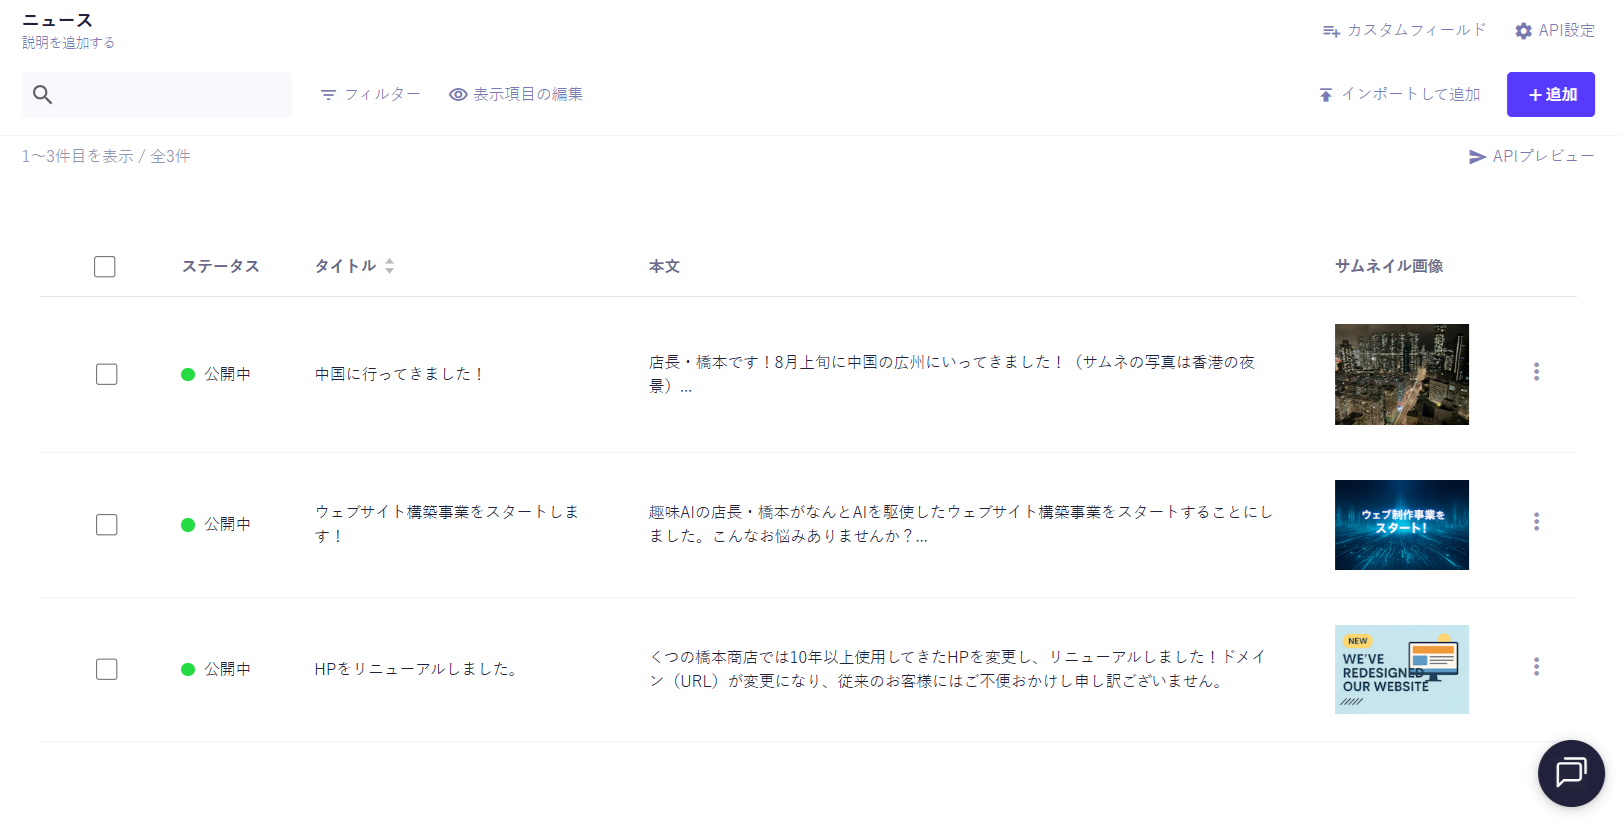 ニュース
説明を追加する
カスタムフィールド
API設定
フィルター
表示項目の編集
インポートして追加
＋追加
1〜3件目を表示 / 全3件
APIプレビュー
ステータス
タイトル
本文
サムネイル画像
公開中
中国に行ってきました！
店長・橋本です！8月上旬に中国の広州にいってきました！（サムネの写真は香港の夜
景）...
公開中
ウェブサイト構築事業をスタートしま
す！
趣味AIの店長・橋本がなんとAIを駆使したウェブサイト構築事業をスタートすることにし
ました。こんなお悩みありませんか？...
ウェブ制作事業を
スタート!
公開中
HPをリニューアルしました。
くつの橋本商店では10年以上使用してきたHPを変更し、リニューアルしました！ドメイ
ン（URL）が変更になり、従来のお客様にはご不便おかけし申し訳ございません。
NEW
WE'VE
REDESIGNED
OUR WEBSITE